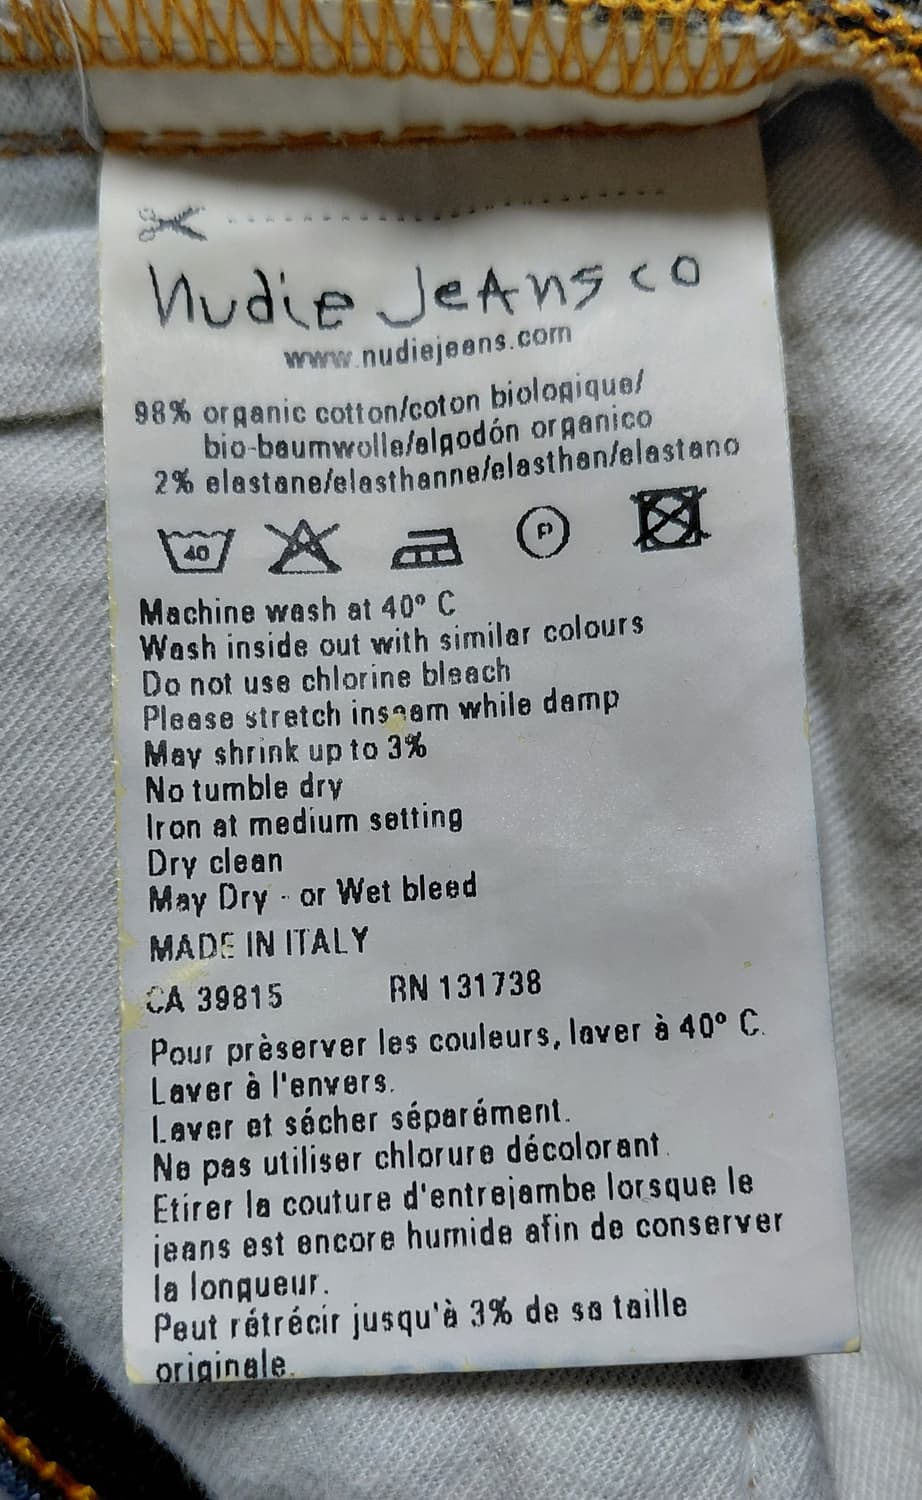 nudie JeAns co
www.nudiejeans.com
98% organic cotton/coton biologique/
bio-baumwolle/algodón organico
2% elastane/elasthanne/elasthan/elastano
40 P
Machine wash at 40° C
Wash inside out with similar colours
Do not use chlorine bleach
Please stretch inseam while damp
May shrink up to 3%
No tumble dry
Iron at medium setting
Dry clean
May Dry - or Wet bleed
MADE IN ITALY
CA 39815 RN 131738
Pour prèserver les couleurs, laver à 40° C.
Laver à l'envers.
Laver et sécher séparément.
Ne pas utiliser chlorure décolorant.
Etirer la couture d'entrejambe lorsque le
jeans est encore humide afin de conserver
la longueur.
Peut rétrécir jusqu'à 3% de sa taille
originale.